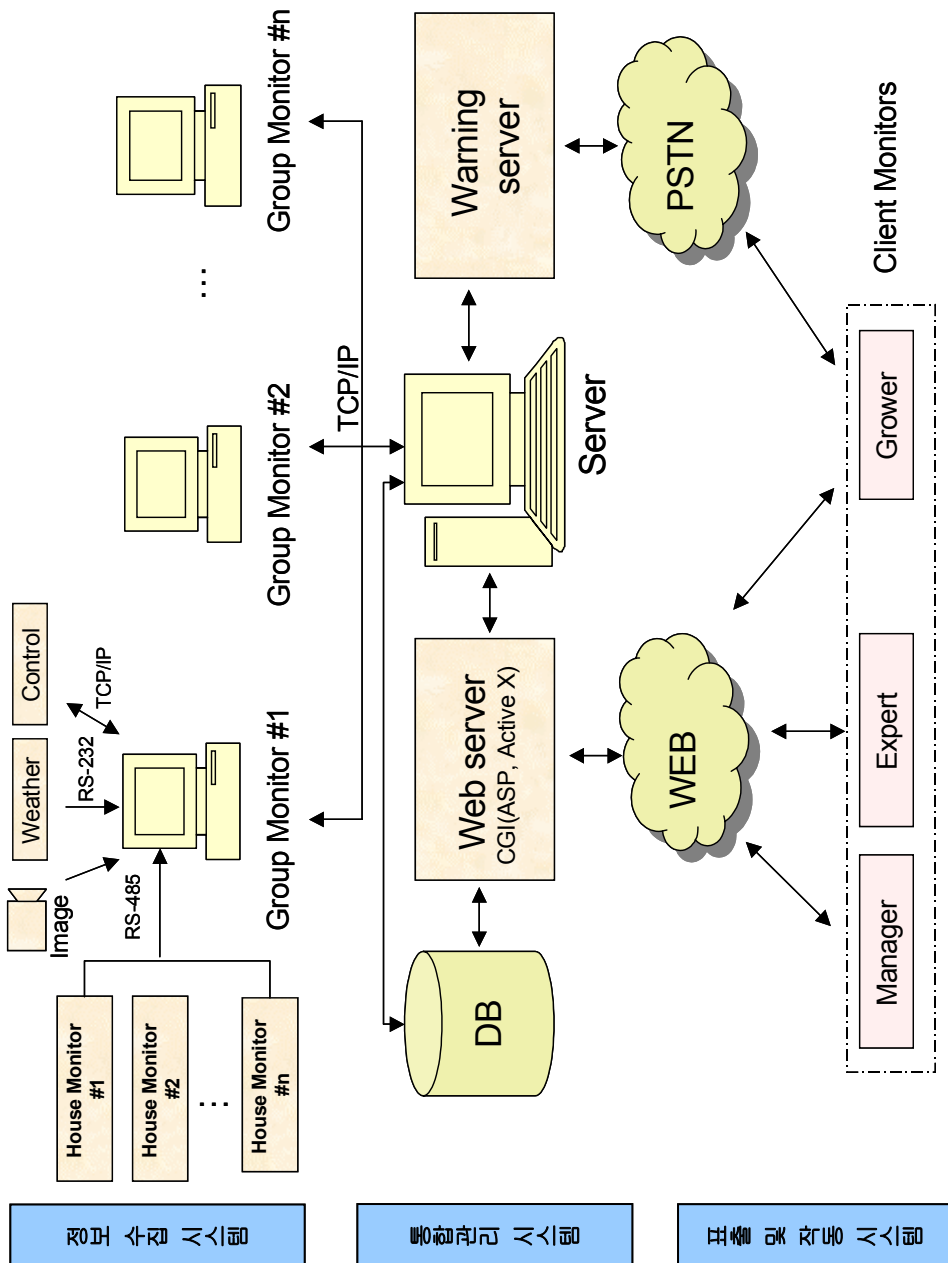 정보 수집 시스템
House Monitor
#1
House Monitor
#2
...
House Monitor
#n
Image
Weather
Control
RS-485
RS-232
TCP/IP
Group Monitor #1
Group Monitor #2
...
Group Monitor #n
TCP/IP
통합관리 시스템
DB
Web server
CGI(ASP, Active X)
Server
Warning
server
표출 및 작동 시스템
WEB
PSTN
Manager
Expert
Grower
Client Monitors